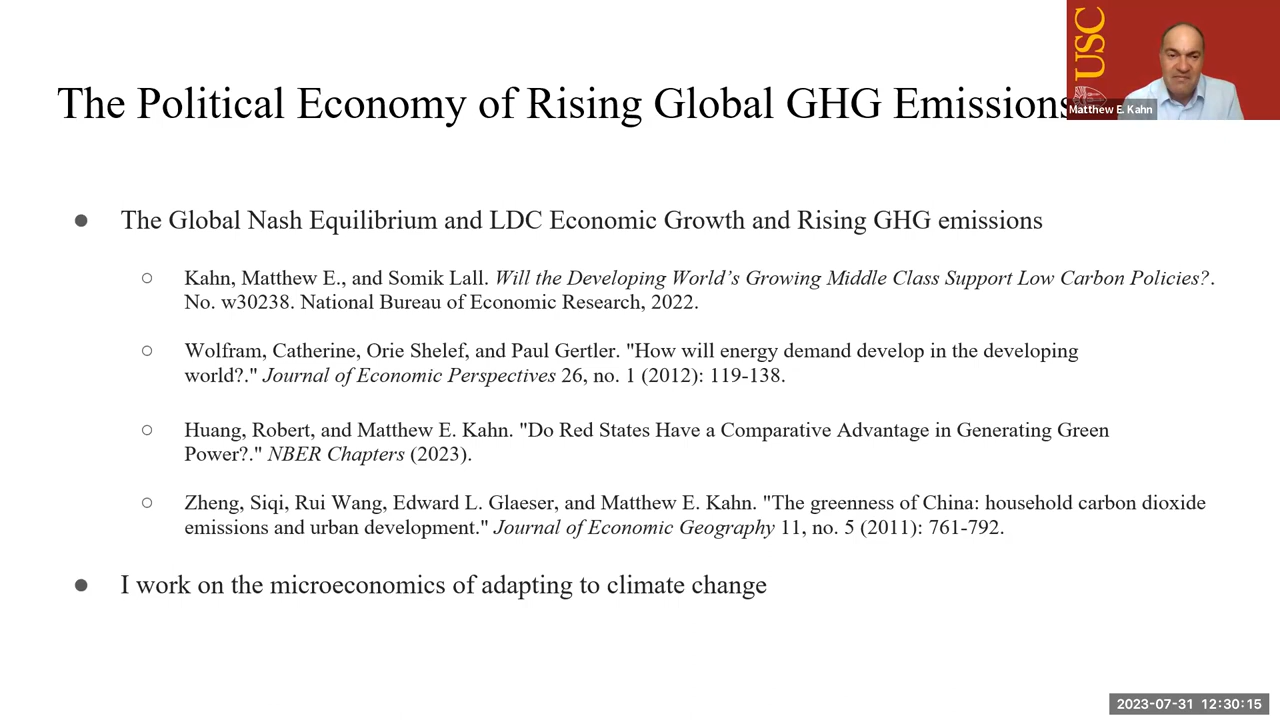 The Political Economy of Rising Global GHG Emissions
USC
Matthew E. Kahn
● The Global Nash Equilibrium and LDC Economic Growth and Rising GHG emissions
○ Kahn, Matthew E., and Somik Lall. Will the Developing World’s Growing Middle Class Support Low Carbon Policies?.
No. w30238. National Bureau of Economic Research, 2022.
○ Wolfram, Catherine, Orie Shelef, and Paul Gertler. "How will energy demand develop in the developing
world?." Journal of Economic Perspectives 26, no. 1 (2012): 119-138.
○ Huang, Robert, and Matthew E. Kahn. "Do Red States Have a Comparative Advantage in Generating Green
Power?." NBER Chapters (2023).
○ Zheng, Siqi, Rui Wang, Edward L. Glaeser, and Matthew E. Kahn. "The greenness of China: household carbon dioxide
emissions and urban development." Journal of Economic Geography 11, no. 5 (2011): 761-792.
● I work on the microeconomics of adapting to climate change
2023-07-31 12:30:15